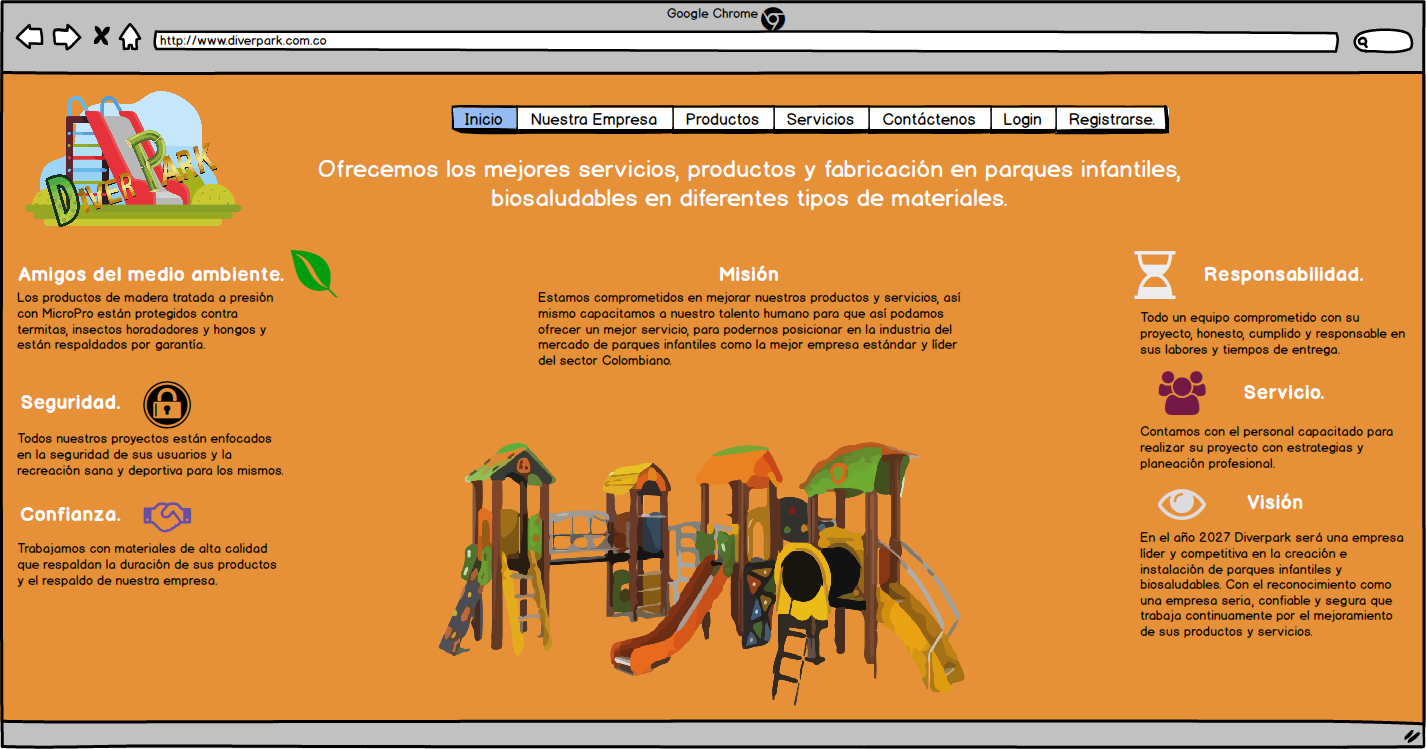 Google Chrome
http://www.diverpark.com.co
DIVER PARK
Inicio
Nuestra Empresa
Productos
Servicios
Contáctenos
Login
Registrarse.
Ofrecemos los mejores servicios, productos y fabricación en parques infantiles,
biosaludables en diferentes tipos de materiales.
Amigos del medio ambiente.
Los productos de madera tratada a presión
con MicroPro están protegidos contra
termitas, insectos horadadores y hongos y
están respaldados por garantía.
Seguridad.
Todos nuestros proyectos están enfocados
en la seguridad de sus usuarios y la
recreación sana y deportiva para los mismos.
Confianza.
Trabajamos con materiales de alta calidad
que respaldan la duración de sus productos
y el respaldo de nuestra empresa.
Misión
Estamos comprometidos en mejorar nuestros productos y servicios, así
mismo capacitamos a nuestro talento humano para que así podamos
ofrecer un mejor servicio, para podernos posicionar en la industria del
mercado de parques infantiles como la mejor empresa estándar y líder
del sector Colombiano.
Responsabilidad.
Todo un equipo comprometido con su
proyecto, honesto, cumplido y responsable en
sus labores y tiempos de entrega.
Servicio.
Contamos con el personal capacitado para
realizar su proyecto con estrategias y
planeación profesional.
Visión
En el año 2027 Diverpark será una empresa
líder y competitiva en la creación e
instalación de parques infantiles y
biosaludables. Con el reconocimiento como
una empresa seria, confiable y segura que
trabaja continuamente por el mejoramiento
de sus productos y servicios.